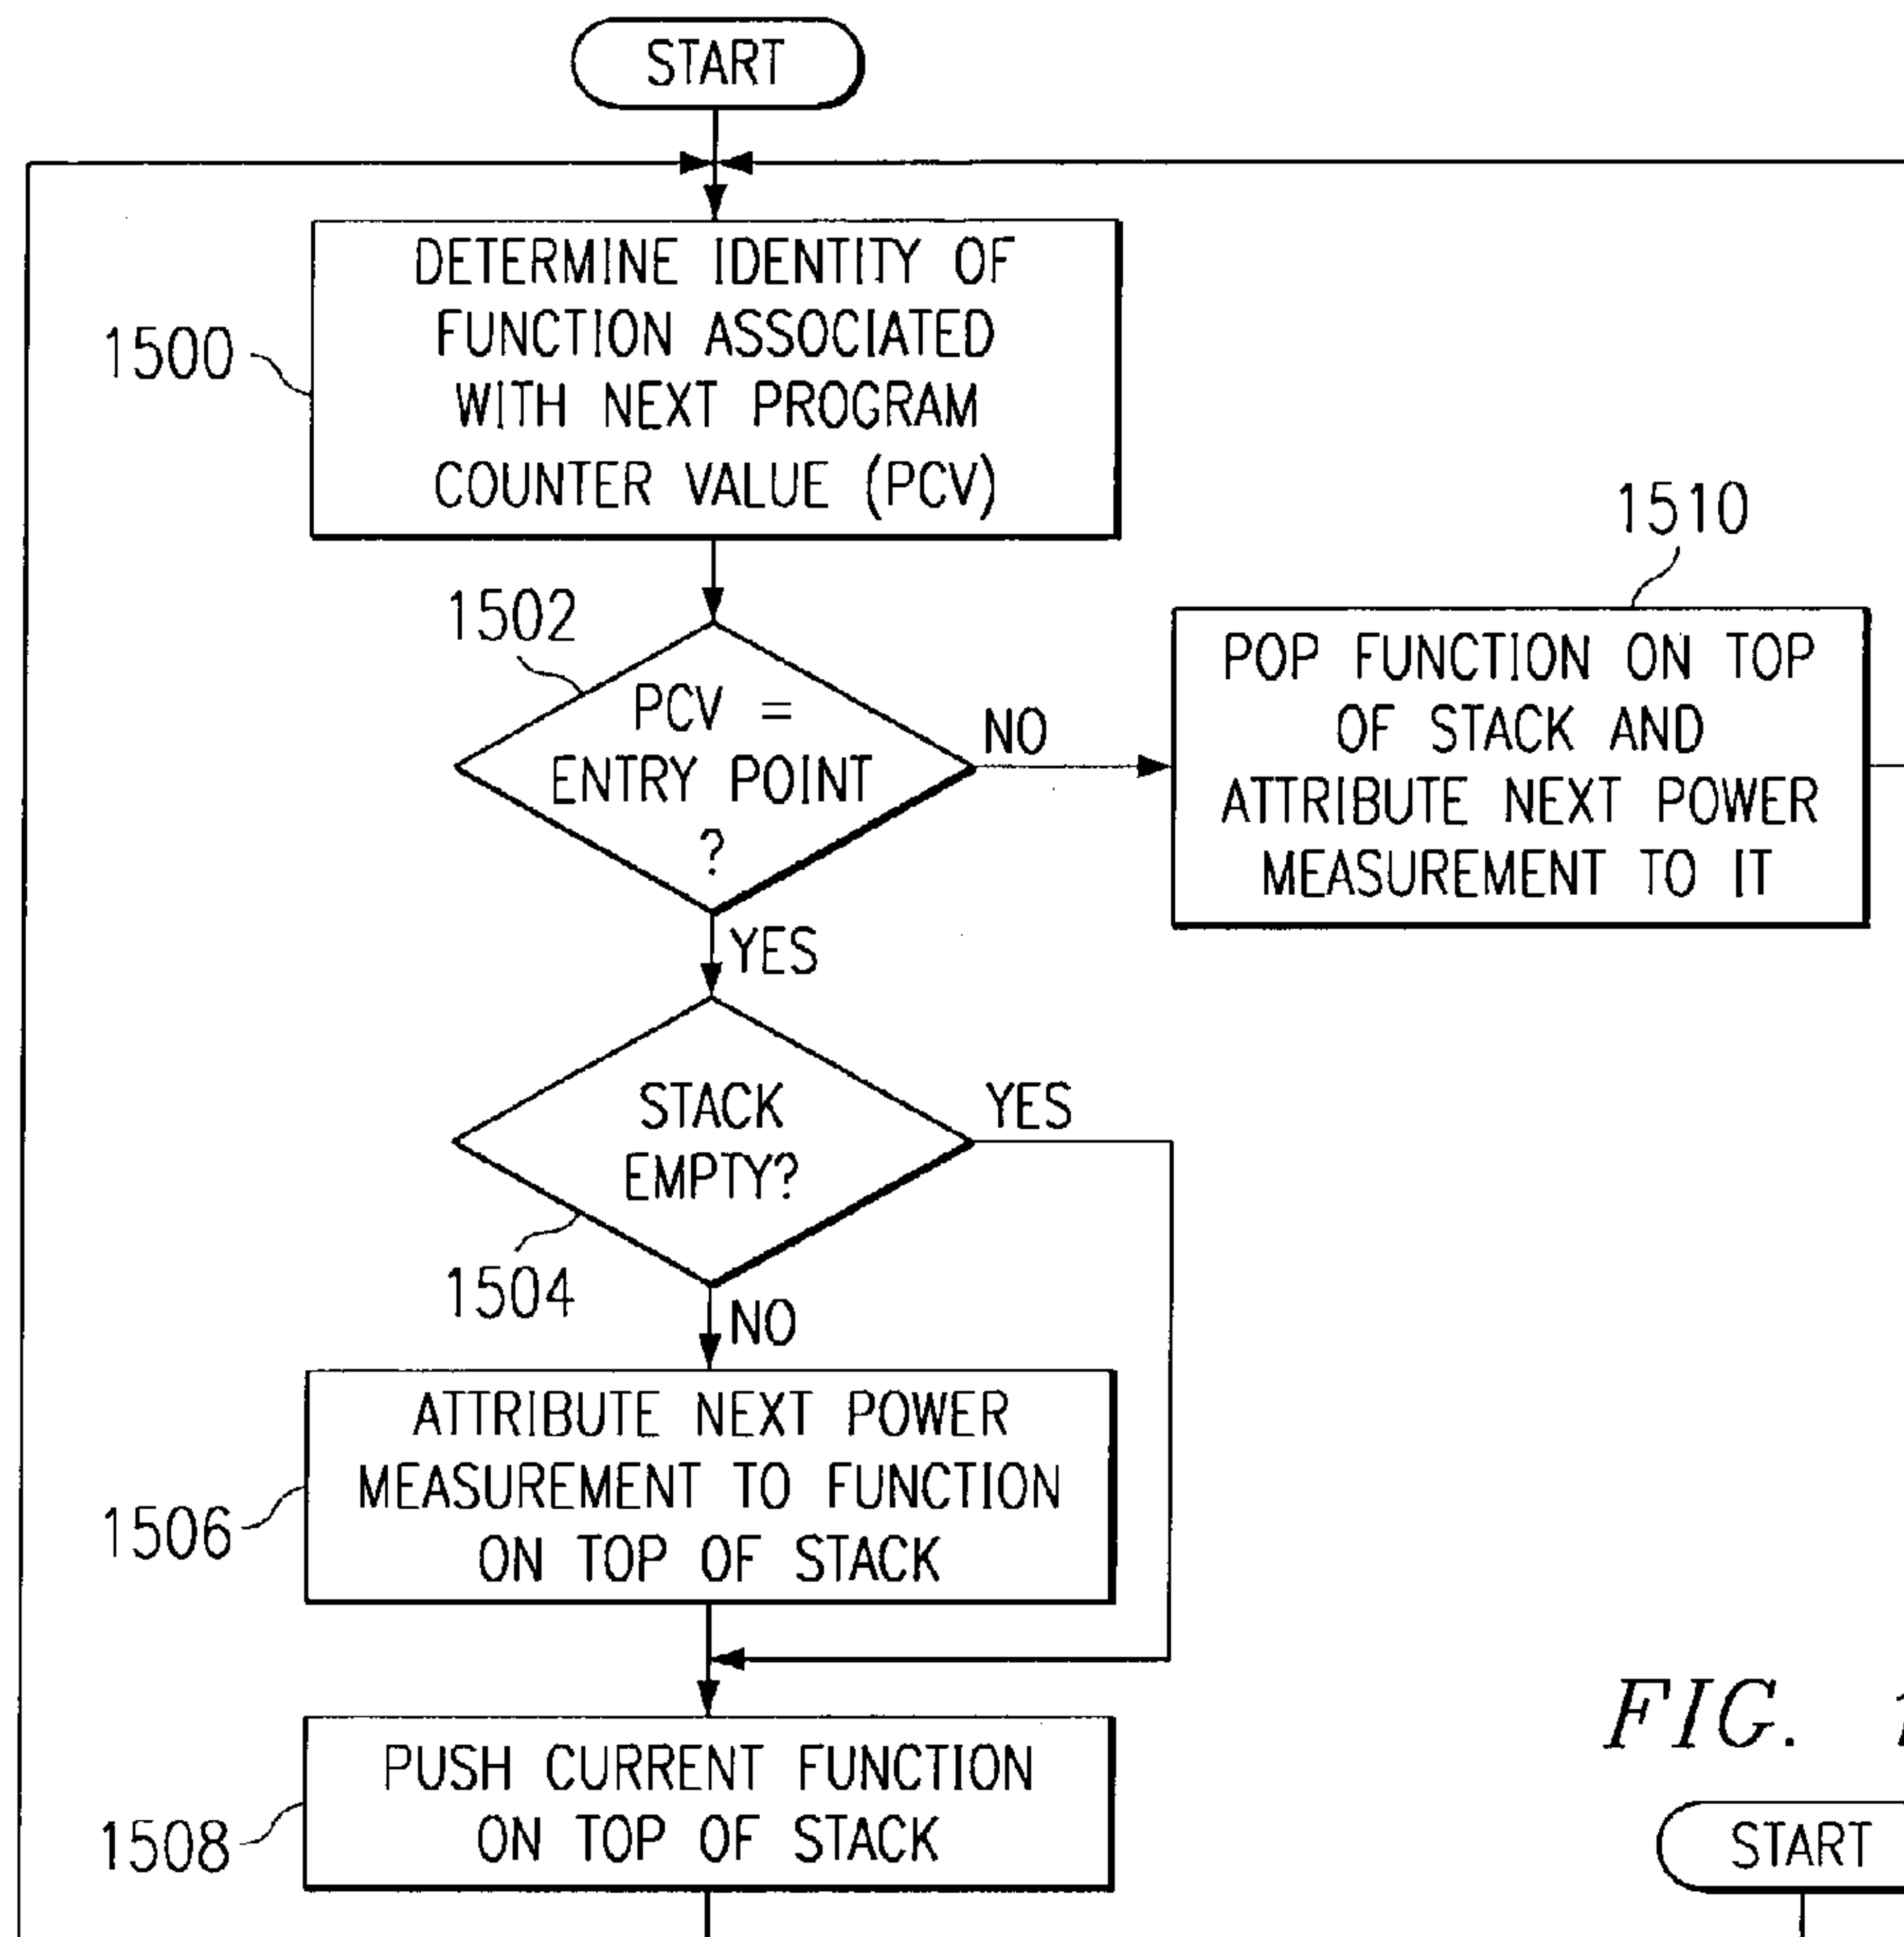 START
DETERMINE IDENTITY OF
FUNCTION ASSOCIATED
WITH NEXT PROGRAM
COUNTER VALUE (PCV)
1500
1502
PCV =
ENTRY POINT
?
NO
1510
POP FUNCTION ON TOP
OF STACK AND
ATTRIBUTE NEXT POWER
MEASUREMENT TO IT
YES
STACK
EMPTY?
YES
1504
NO
ATTRIBUTE NEXT POWER
MEASUREMENT TO FUNCTION
ON TOP OF STACK
1506
PUSH CURRENT FUNCTION
ON TOP OF STACK
1508
FIG.
START